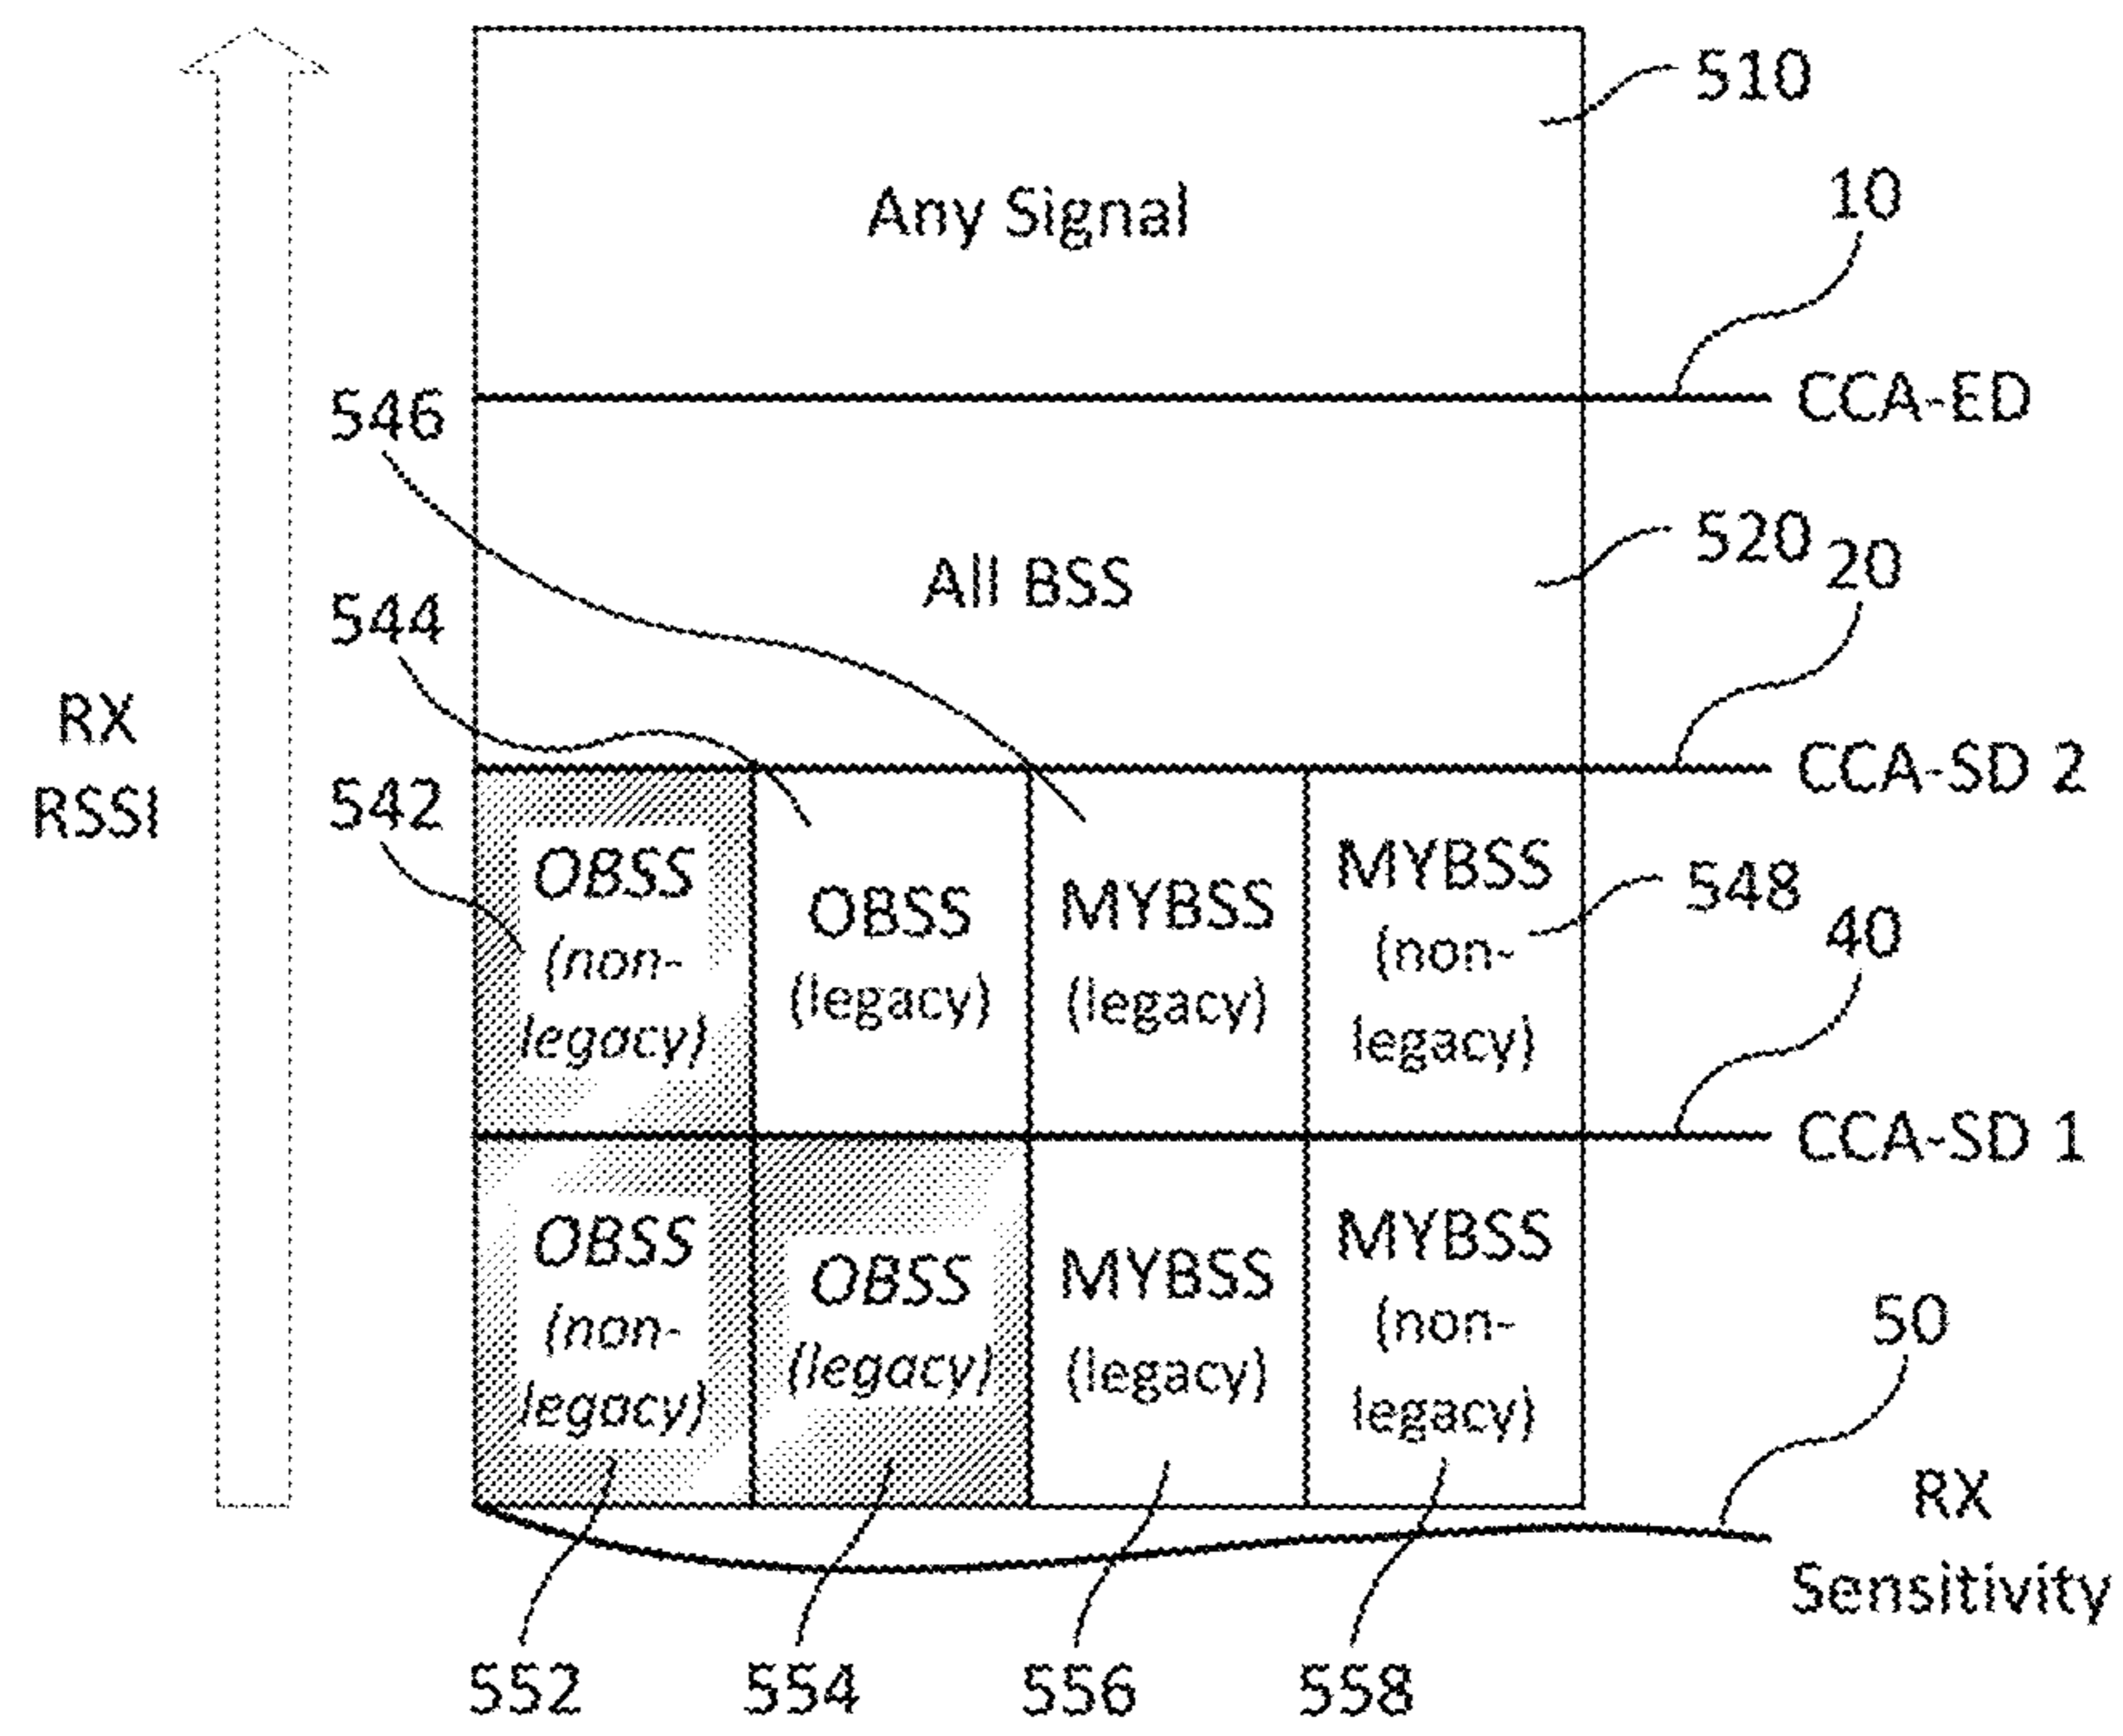 510
Any Signal
10
CCA-ED
546
All BSS
520
20
544
RX
RSSI
CCA-SD 2
542
OBSS
(non-
legacy)
OBSS
(legacy)
MYBSS
(legacy)
MYBSS
(non-
legacy)
548
40
CCA-SD 1
OBSS
(non-
legacy)
OBSS
(legacy)
MYBSS
(legacy)
MYBSS
(non-
legacy)
50
RX
Sensitivity
552
554
556
558